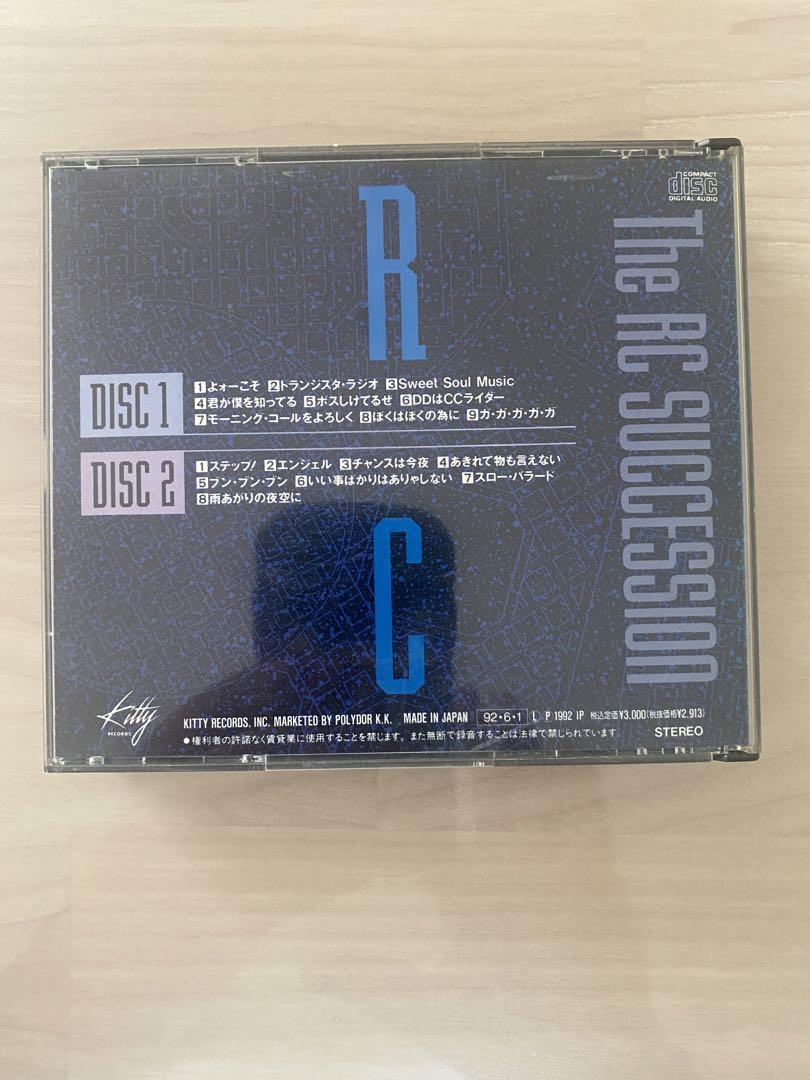 COMPACT
disc
DIGITAL AUDIO
The RC SUCCESSION
R
C
DISC 1
1よォーこそ 2トランジスタ・ラジオ 3Sweet Soul Music
4君が僕を知ってる 5ボスしけてるぜ 6DDはCCライダー
7モーニング・コールをよろしく 8ぼくはぼくの為に 9ガ・ガ・ガ・ガ・ガ
DISC 2
1ステップ! 2エンジェル 3チャンスは今夜 4あきれて物も言えない
5ブン・ブン・ブン 6いい事ばかりはありゃしない 7スロー・バラード
8雨あかりの夜空に
Kitty
RECORDS
KITTY RECORDS. INC. MARKETED BY POLYDOR K.K. MADE IN JAPAN 92・6・1 L P 1992 IP 税込定価¥3,000(税抜価格¥2,913)
●権利者の許諾なく賃貸業に使用することを禁じます。また無断で録音することは法律で禁じられています。
STEREO